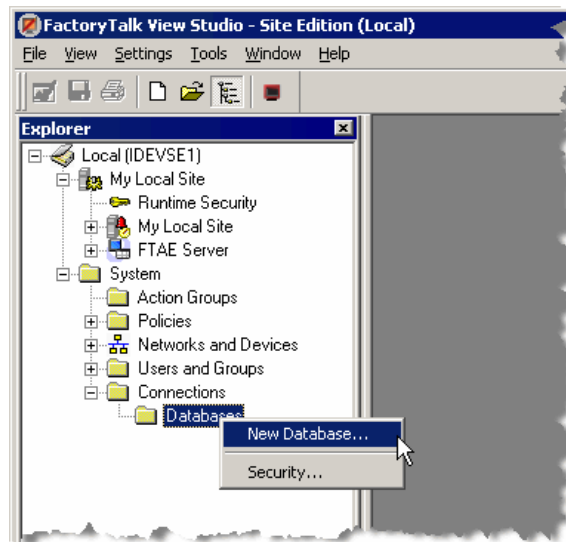 FactoryTalk View Studio - Site Edition (Local)
File View Settings Tools Window Help
Explorer
Local (IDEVSE1)
My Local Site
Runtime Security
My Local Site
FTAE Server
System
Action Groups
Policies
Networks and Devices
Users and Groups
Connections
Databases
New Database...
Security...